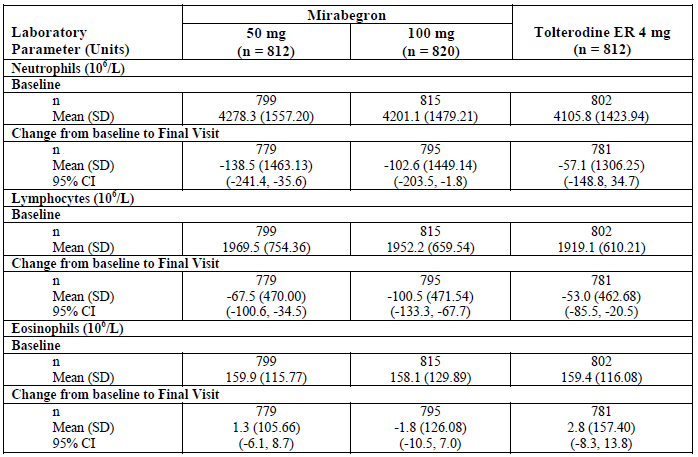 Laboratory Parameter (Units) Mirabegron Tolterodine ER 4 mg (n = 812)
50 mg (n = 812) 100 mg (n = 820)
Neutrophils (10⁶/L)
Baseline
n 799 815 802
Mean (SD) 4278.3 (1557.20) 4201.1 (1479.21) 4105.8 (1423.94)
Change from baseline to Final Visit
n 779 795 781
Mean (SD) -138.5 (1463.13) -102.6 (1449.14) -57.1 (1306.25)
95% CI (-241.4, -35.6) (-203.5, -1.8) (-148.8, 34.7)
Lymphocytes (10⁶/L)
Baseline
n 799 815 802
Mean (SD) 1969.5 (754.36) 1952.2 (659.54) 1919.1 (610.21)
Change from baseline to Final Visit
n 779 795 781
Mean (SD) -67.5 (470.00) -100.5 (471.54) -53.0 (462.68)
95% CI (-100.6, -34.5) (-133.3, -67.7) (-85.5, -20.5)
Eosinophils (10⁶/L)
Baseline
n 799 815 802
Mean (SD) 159.9 (115.77) 158.1 (129.89) 159.4 (116.08)
Change from baseline to Final Visit
n 779 795 781
Mean (SD) 1.3 (105.66) -1.8 (126.08) 2.8 (157.40)
95% CI (-6.1, 8.7) (-10.5, 7.0) (-8.3, 13.8)